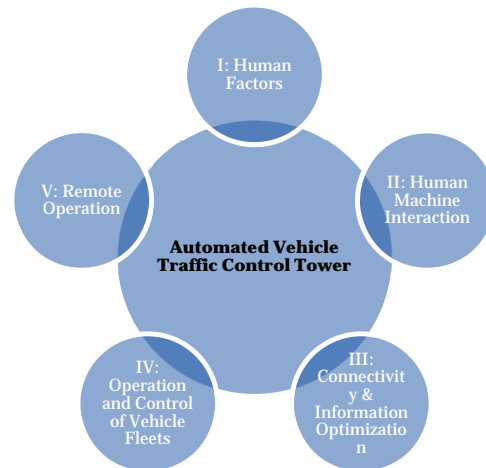 I: Human
Factors
V: Remote
Operation
II: Human
Machine
Interaction
Automated Vehicle
Traffic Control Tower
IV:
Operation
and Control
of Vehicle
Fleets
III:
Connectivit
y &
Information
Optimizatio
n